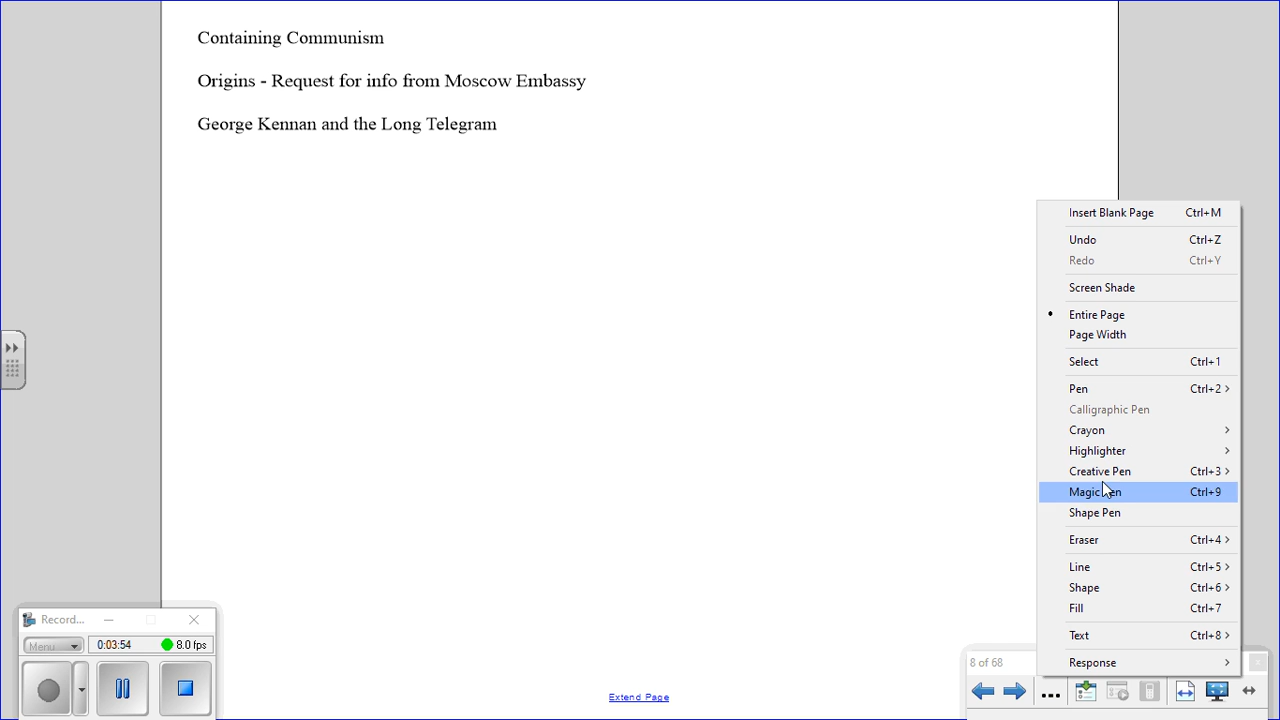 Containing Communism
Origins - Request for info from Moscow Embassy
George Kennan and the Long Telegram
Insert Blank Page Ctrl+M
Undo Ctrl+Z
Redo Ctrl+Y
Screen Shade
Entire Page
Page Width
Select Ctrl+1
Pen Ctrl+2
Calligraphic Pen
Crayon
Highlighter
Creative Pen Ctrl+3
Magic Pen Ctrl+9
Shape Pen
Eraser Ctrl+4
Line Ctrl+5
Shape Ctrl+6
Fill Ctrl+7
Text Ctrl+8
Response
Record...
Menu 0:03:54 8.0 fps
8 of 68
Extend Page